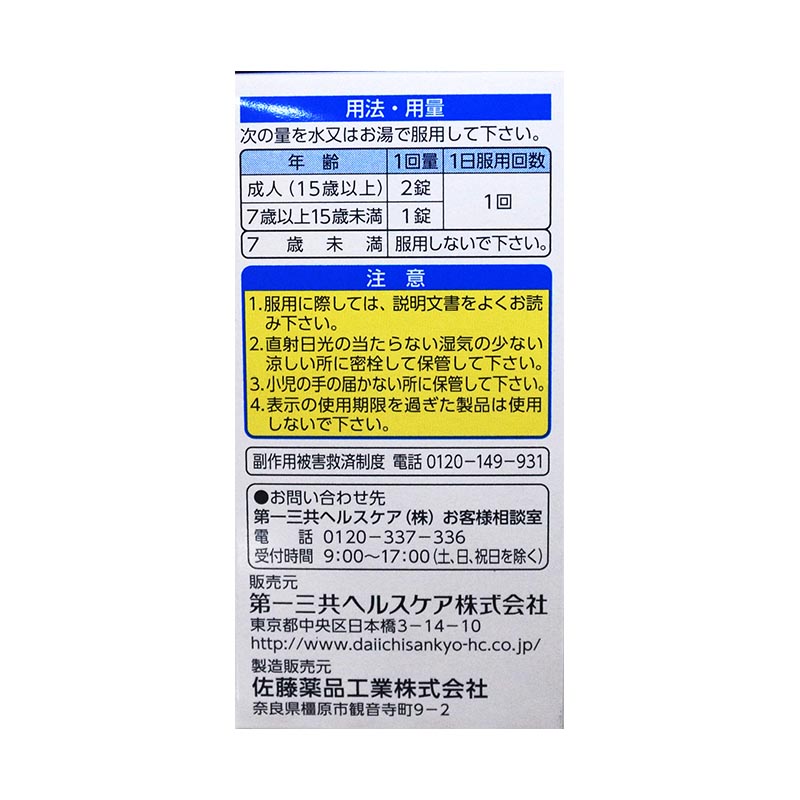 用法・用量
次の量を水又はお湯で服用して下さい。
年齢 1回量 1日服用回数
成人(15歳以上) 2錠 1回
7歳以上15歳未満 1錠
7歳未満 服用しないで下さい。
注意
1.服用に際しては、説明文書をよくお読
み下さい。
2.直射日光の当たらない湿気の少ない
涼しい所に密栓して保管して下さい。
3.小児の手の届かない所に保管して下さい。
4.表示の使用期限を過ぎた製品は使用
しないで下さい。
副作用被害救済制度 電話0120-149-931
●お問い合わせ先
第一三共ヘルスケア(株) お客様相談室
電話 0120-337-336
受付時間 9:00~17:00(土、日、祝日を除く)
販売元
第一三共ヘルスケア株式会社
東京都中央区日本橋3-14-10
http://www.daiichisankyo-hc.co.jp/
製造販売元
佐藤薬品工業株式会社
奈良県橿原市観音寺町9-2